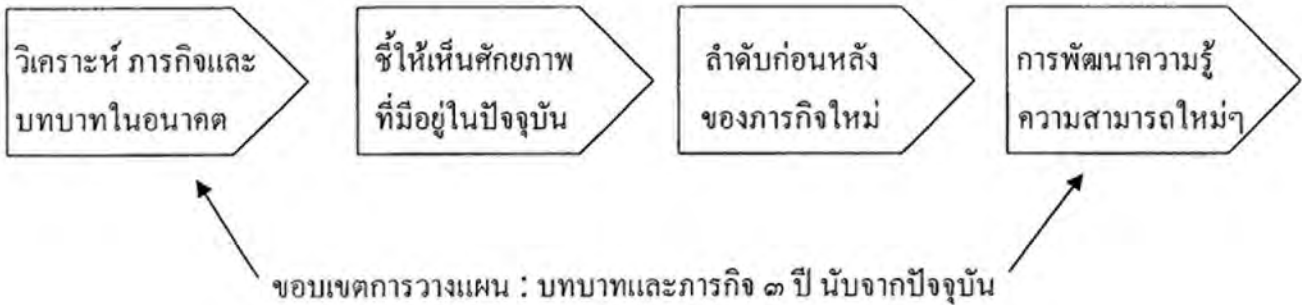 วิเคราะห์ ภารกิจและ
บทบาทในอนาคต
ชี้ให้เห็นศักยภาพ
ที่มีอยู่ในปัจจุบัน
ลำดับก่อนหลัง
ของภารกิจใหม่
การพัฒนาความรู้
ความสามารถใหม่ๆ
ขอบเขตการวางแผน : บทบาทและภารกิจ ๓ ปี นับจากปัจจุบัน